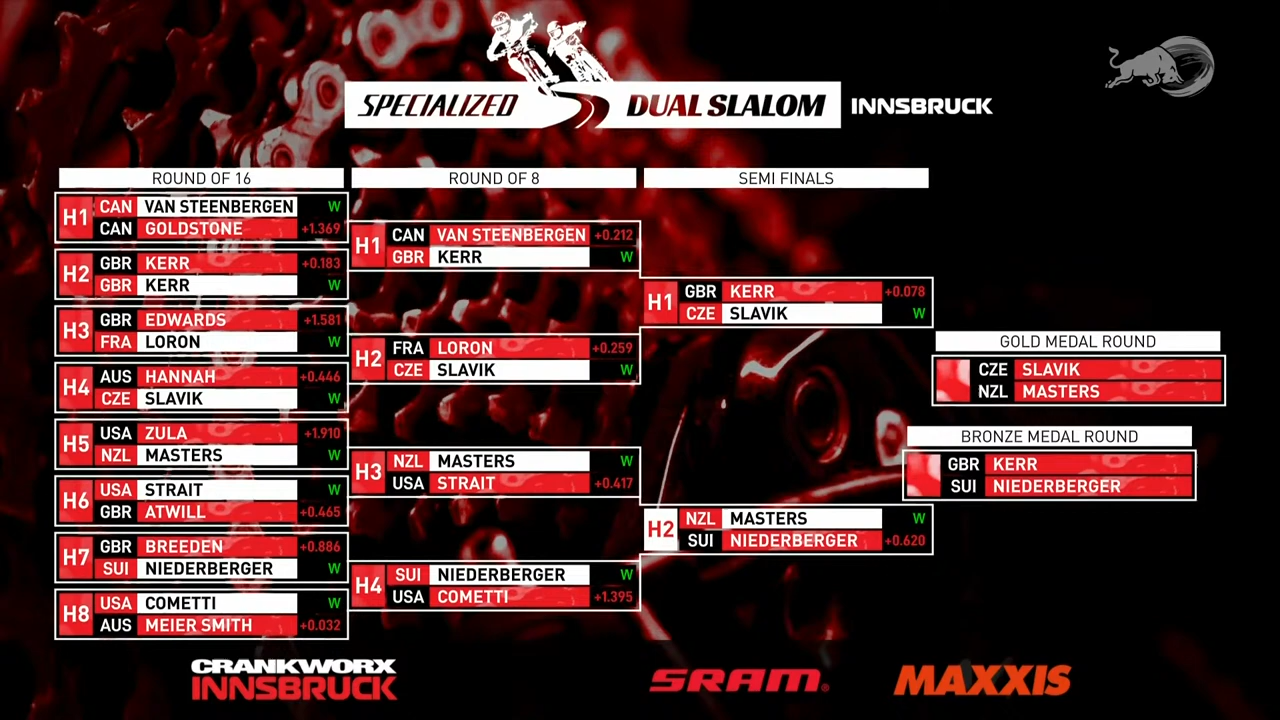 SPECIALIZED DUAL SLALOM INNSBRUCK
ROUND OF 16
H1
CAN VAN STEENBERGEN W
CAN GOLDSTONE +1.369
H2
GBR KERR +0.183
GBR KERR W
H3
GBR EDWARDS +1.581
FRA LORON W
H4
AUS HANNAH +0.446
CZE SLAVIK W
H5
USA ZULA +1.910
NZL MASTERS W
H6
USA STRAIT W
GBR ATWILL +0.465
H7
GBR BREEDEN +0.886
SUI NIEDERBERGER W
H8
USA COMETTI W
AUS MEIER SMITH +0.032
ROUND OF 8
H1
CAN VAN STEENBERGEN +0.212
GBR KERR W
H2
FRA LORON +0.259
CZE SLAVIK W
H3
NZL MASTERS W
USA STRAIT +0.417
H4
SUI NIEDERBERGER W
USA COMETTI +1.395
SEMI FINALS
H1
GBR KERR +0.078
CZE SLAVIK W
H2
NZL MASTERS W
SUI NIEDERBERGER +0.620
GOLD MEDAL ROUND
CZE SLAVIK
NZL MASTERS
BRONZE MEDAL ROUND
GBR KERR
SUI NIEDERBERGER
CRANKWORX
INNSBRUCK
SRAM
MAXXIS